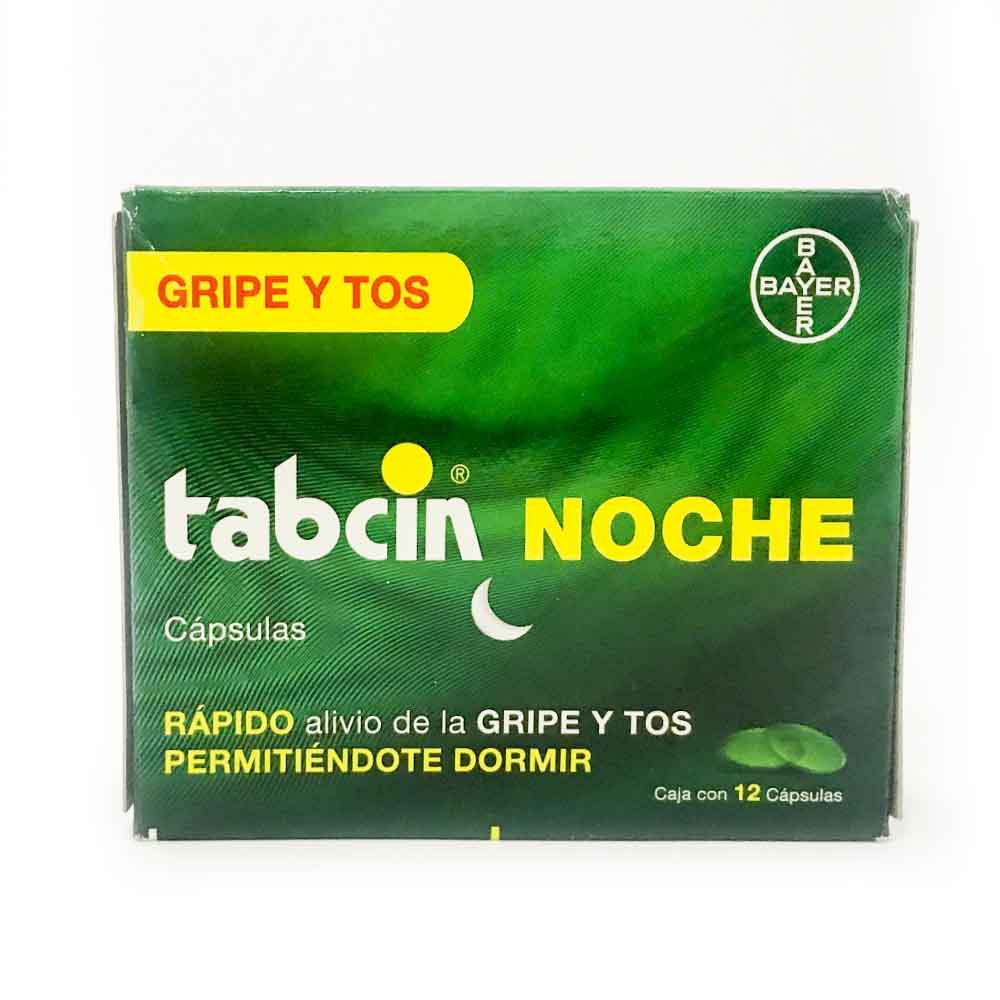 GRIPE Y TOS
BAYER
BAYER
tabcin® NOCHE
Cápsulas
RÁPIDO alivio de la GRIPE Y TOS
PERMITIÉNDOTE DORMIR
Caja con 12 Cápsulas